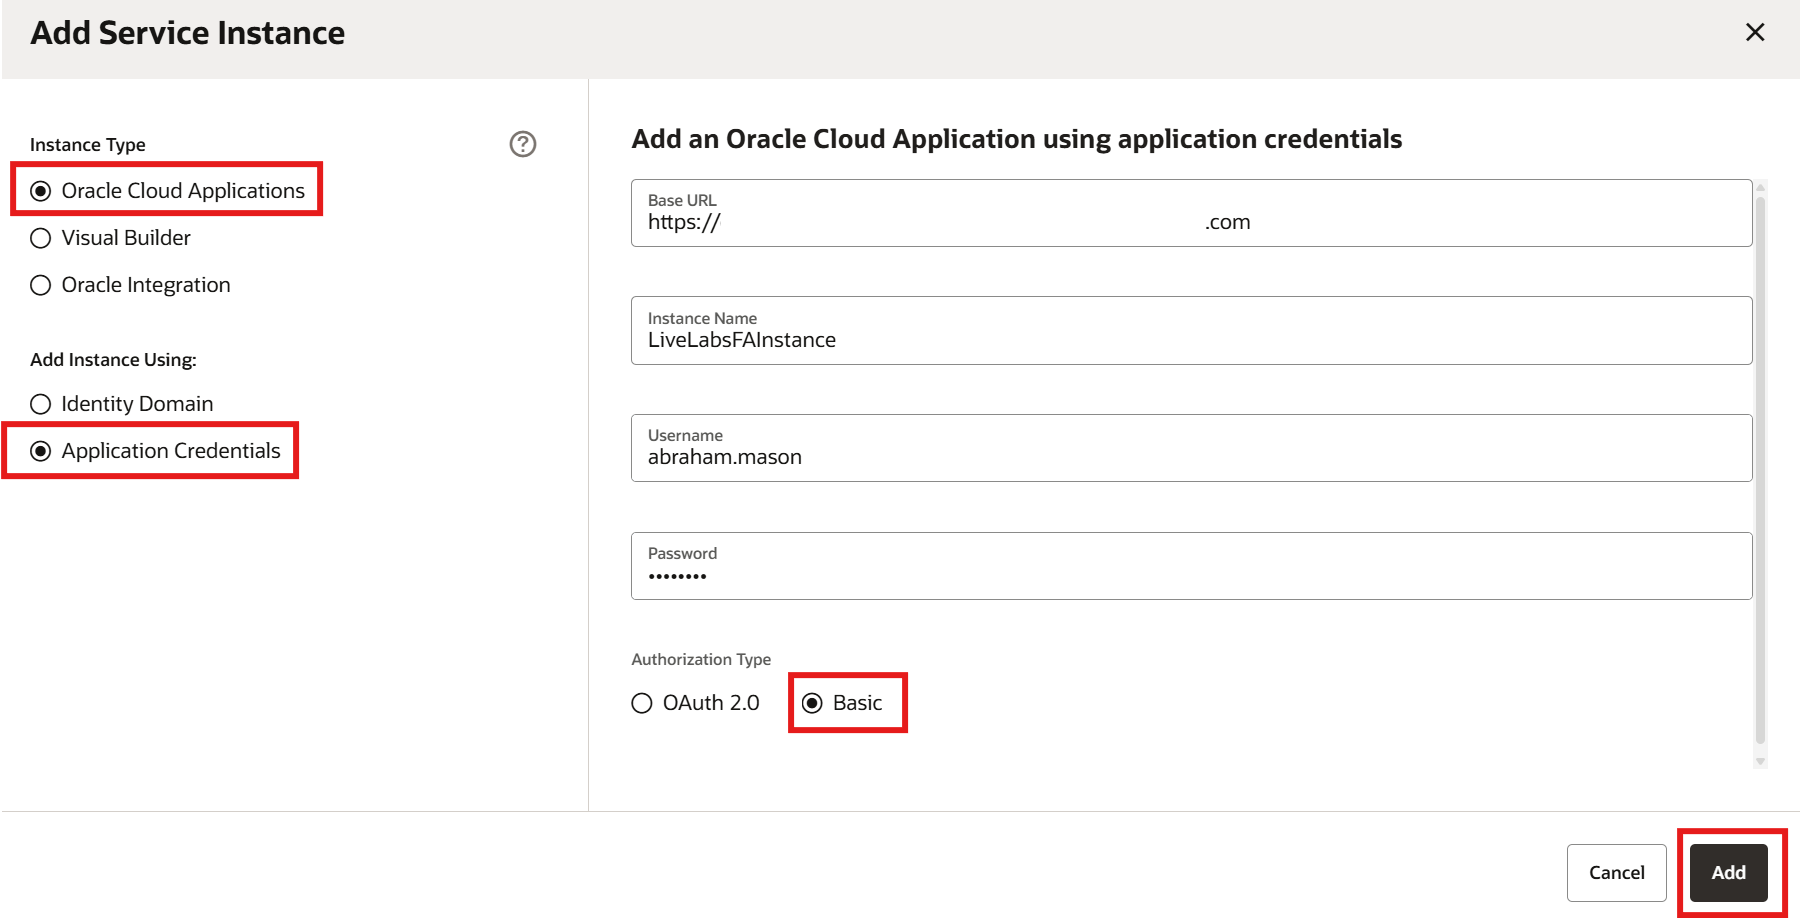 Add Service Instance
Instance Type
Oracle Cloud Applications
Visual Builder
Oracle Integration
Add Instance Using:
Identity Domain
Application Credentials
Add an Oracle Cloud Application using application credentials
Base URL
https:// .com
Instance Name
LiveLabsFAInstance
Username
abraham.mason
Password
••••••••
Authorization Type
OAuth 2.0 Basic
Cancel Add